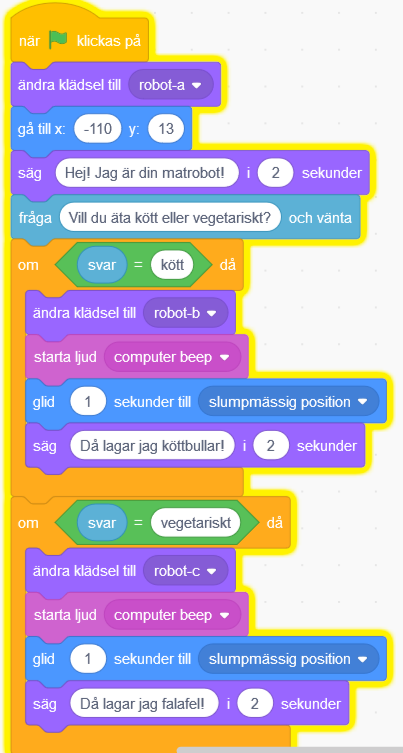 när klickas på
ändra klädsel till robot-a
gå till x: -110 y: 13
säg Hej! Jag är din matrobot! i 2 sekunder
fråga Vill du äta kött eller vegetariskt? och vänta
om svar = kött då
ändra klädsel till robot-b
starta ljud computer beep
glid 1 sekunder till slumpmässig position
säg Då lagar jag köttbullar! i 2 sekunder
om svar = vegetariskt då
ändra klädsel till robot-c
starta ljud computer beep
glid 1 sekunder till slumpmässig position
säg Då lagar jag falafel! i 2 sekunder